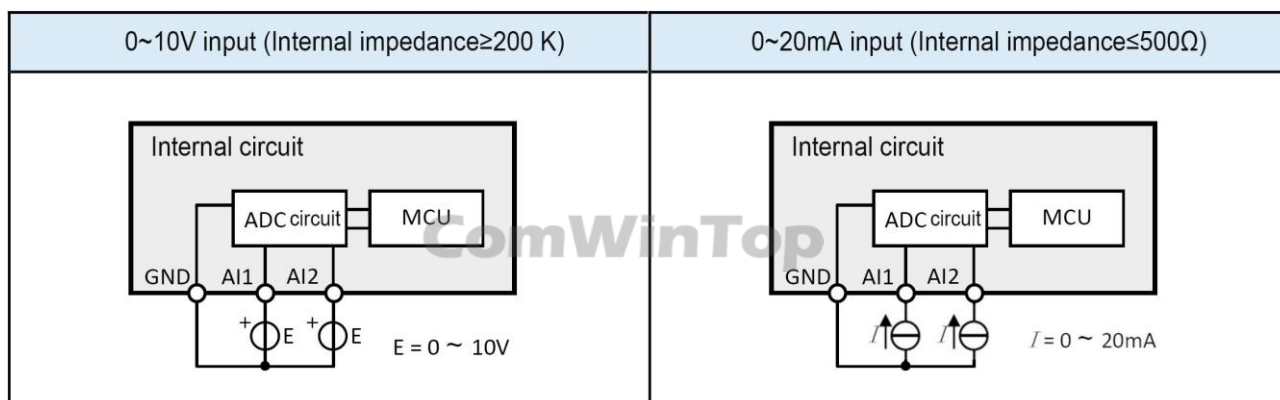 0~10V input (Internal impedance≥200 K)
0~20mA input (Internal impedance≤500Ω)
Internal circuit
ADC circuit
MCU
GND
AI1
AI2
+
E
+
E
E = 0 ~ 10V
Internal circuit
ADC circuit
MCU
GND
AI1
AI2
I
I
I = 0 ~ 20mA
ComWinTop